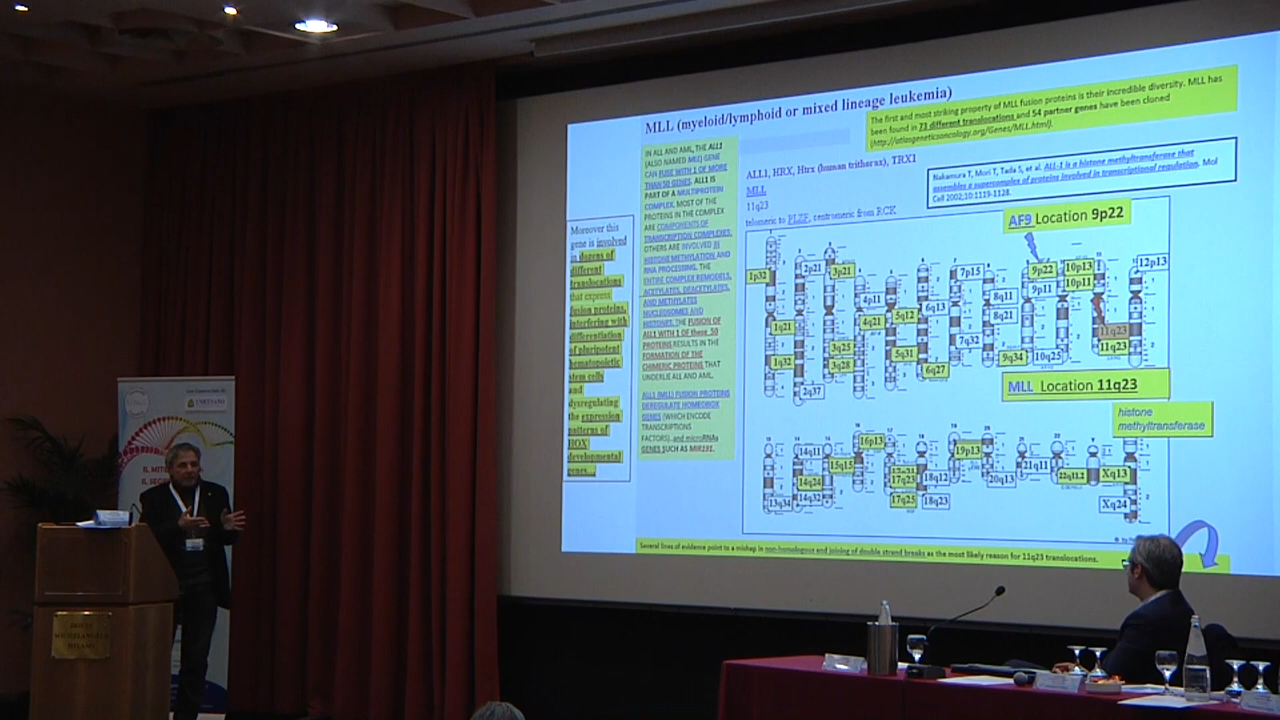 MLL (myeloid/lymphoid or mixed lineage leukemia)
The first and most striking property of MLL fusion proteins is their incredible diversity. MLL has
been found in 73 different translocations and 54 partner genes have been cloned
(http://atlasgeneticsoncology.org/Genes/MLL.html).
IN ALL AND AML, THE ALL1
(ALSO NAMED MLL) GENE
CAN FUSE WITH 1 OF MORE
THAN 50 GENES. ALL1 IS
PART OF A MULTIPROTEIN
COMPLEX. MOST OF THE
PROTEINS IN THE COMPLEX
ARE COMPONENTS OF
TRANSCRIPTION COMPLEXES,
OTHERS ARE INVOLVED IN
HISTONE METHYLATION AND
RNA PROCESSING. THE
ENTIRE COMPLEX REMODELS,
ACETYLATES, DEACETYLATES,
AND METHYLATES
NUCLEOSOMES AND
HISTONES. THE FUSION OF
ALL1 WITH 1 OF these 50
PROTEINS RESULTS IN THE
FORMATION OF THE
CHIMERIC PROTEINS THAT
UNDERLIE ALL AND AML.
ALL1 (MLL) FUSION PROTEINS
DEREGULATE HOMEOBOX
GENES (WHICH ENCODE
TRANSCRIPTIONS
FACTORS), and microRNA
GENES SUCH AS MIR191.
ALL1, HRX, Htrx (human trithorax), TRX1
MLL
11q23
telomeric to PLZF, centromeric from RCK
Nakamura T, Mori T, Tada S, et al. ALL-1 is a histone methyltransferase that
assembles a supercomplex of proteins involved in transcriptional regulation. Mol
Cell 2002;10:1119-1128.
Moreover this
gene is involved
in dozens of
different
translocations
that express
fusion proteins,
interfering with
differentiation
of pluripotent
hematopoietic
stem cells
and
dysregulating
the expression
patterns of
HOX
developmental
genes...
AF9 Location 9p22
1p32
2p21
3p21
4p11
5q12
6p13
7p15
8q11
9p22
9p11
10p13
10p11
12p13
1q21
4q21
8q21
11q23
1q32
3q25
3q28
5q31
7q32
6q27
9q34
10q25
11q23
2q37
MLL Location 11q23
histone
methyltransferase
13q34
14q11
14q24
14q32
15q15
16p13
17q23
17q25
18q12
18q23
19p13
20q13
21q11
22q11.2
Xq13
Xq24
Several lines of evidence point to a mishap in non-homologous end joining of double strand breaks as the most likely reason for 11q23 translocations.
IL
IL